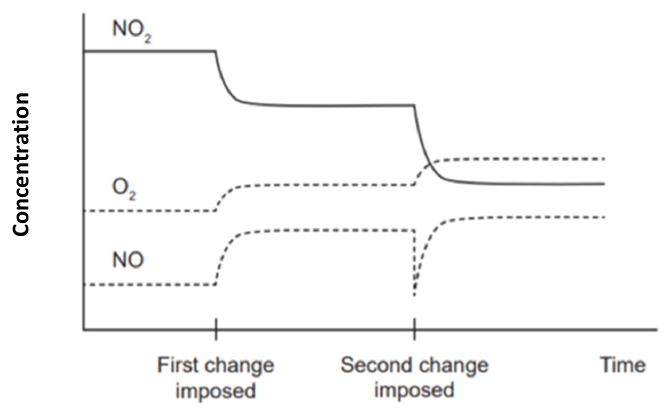 NO₂
O₂
NO
Concentration
First change
imposed
Second change
imposed
Time